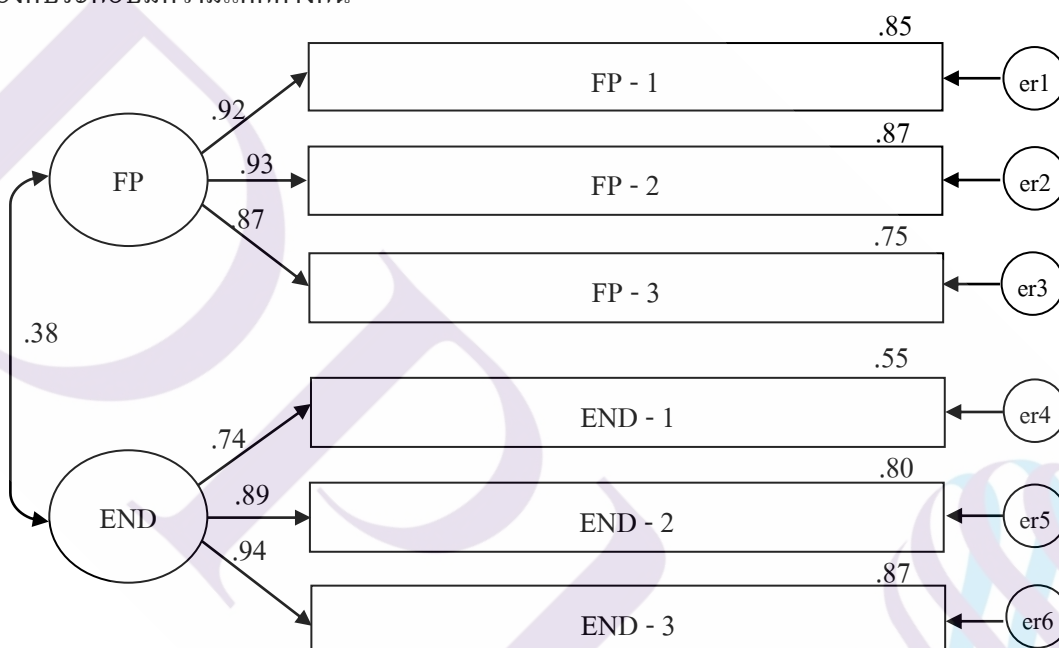 .85
FP - 1
er1
.92
.87
FP
.93
FP - 2
er2
.87
.75
FP - 3
er3
.38
.55
END - 1
er4
.74
.80
END
.89
END - 2
er5
.94
.87
END - 3
er6